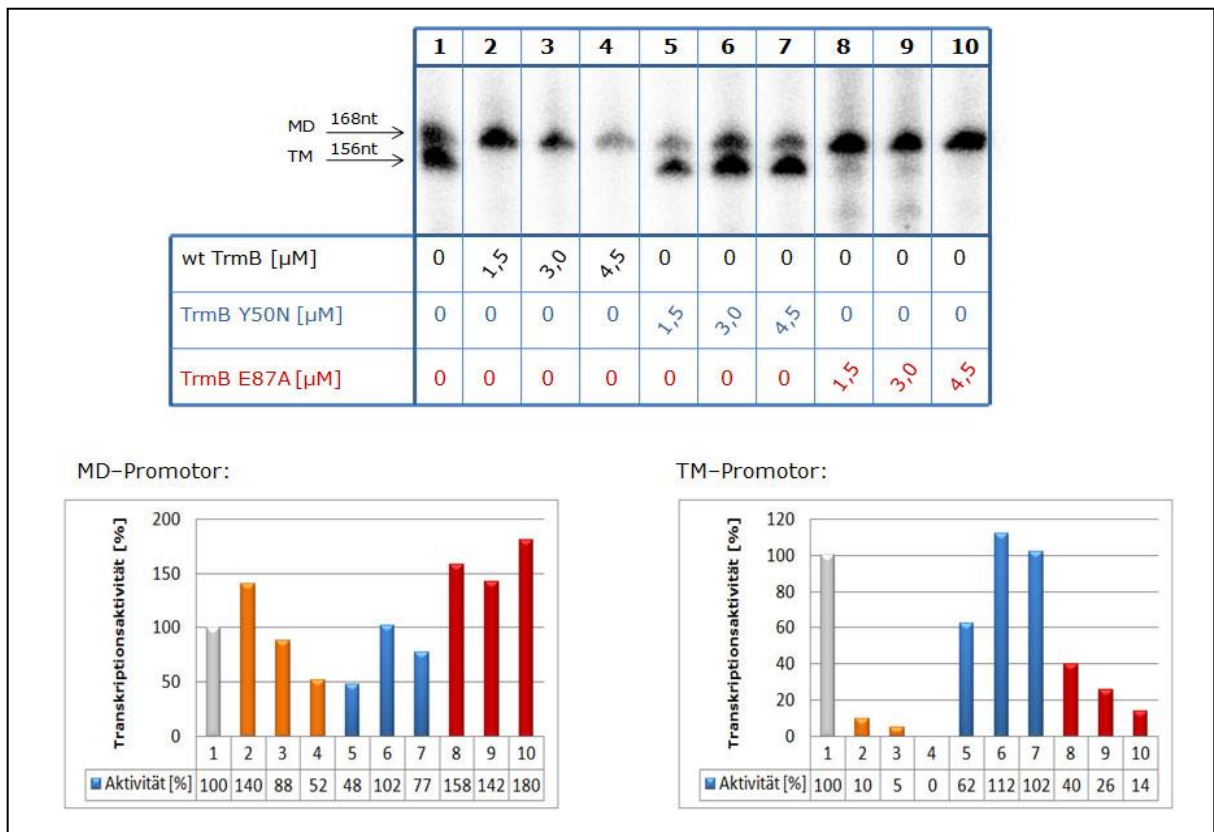 1 2 3 4 5 6 7 8 9 10
MD 168nt
TM 156nt
wt TrmB [µM] 0 1,5 3,0 4,5 0 0 0 0 0 0
TrmB Y50N [µM] 0 0 0 0 1,5 3,0 4,5 0 0 0
TrmB E87A [µM] 0 0 0 0 0 0 0 1,5 3,0 4,5
MD-Promotor:
Transkriptionsaktivität [%]
200
150
100
50
0
1 2 3 4 5 6 7 8 9 10
Aktivität [%] 100 140 88 52 48 102 77 158 142 180
TM-Promotor:
Transkriptionsaktivität [%]
120
100
80
60
40
20
0
1 2 3 4 5 6 7 8 9 10
Aktivität [%] 100 10 5 0 62 112 102 40 26 14